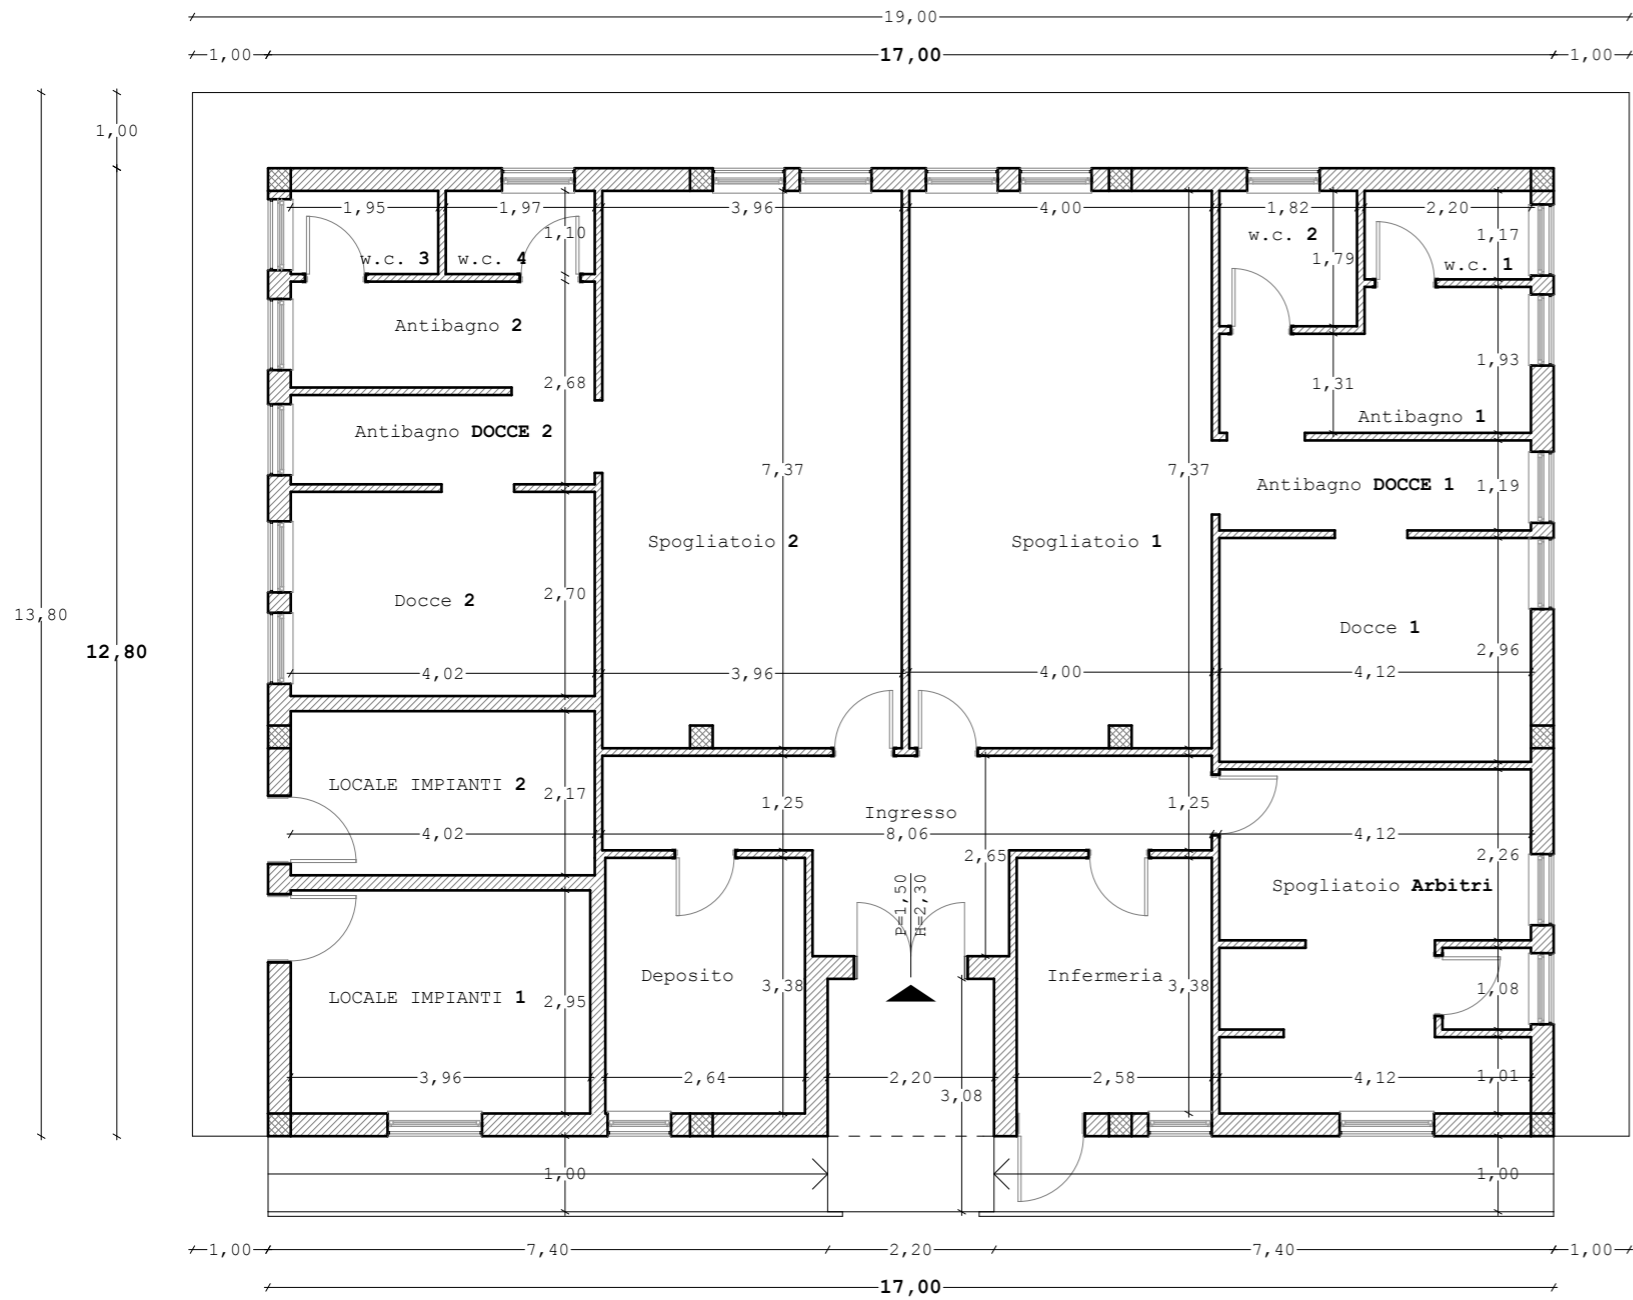 19,00
1,00 17,00 1,00
1,00
1,95 1,97 3,96 4,00 1,82 2,20
1,10 w.c. 2 1,17
w.c. 3 w.c. 4 1,79 w.c. 1
Antibagno 2
1,93
2,68 1,31
Antibagno 1
Antibagno DOCCE 2
7,37 7,37
Antibagno DOCCE 1 1,19
Spogliatoio 2 Spogliatoio 1
Docce 2 2,70
13,80
Docce 1
12,80 2,96
4,02 3,96 4,00 4,12
LOCALE IMPIANTI 2 2,17
1,25 1,25
Ingresso
4,02 8,06 4,12
2,65 2,26
Spogliatoio Arbitri
P=1,50
H=2,30
Deposito 3,38 Infermeria 3,38
LOCALE IMPIANTI 1 2,95 1,08
3,96 2,64 2,20 2,58 4,12 1,01
3,08
1,00 1,00
1,00 7,40 2,20 7,40 1,00
17,00